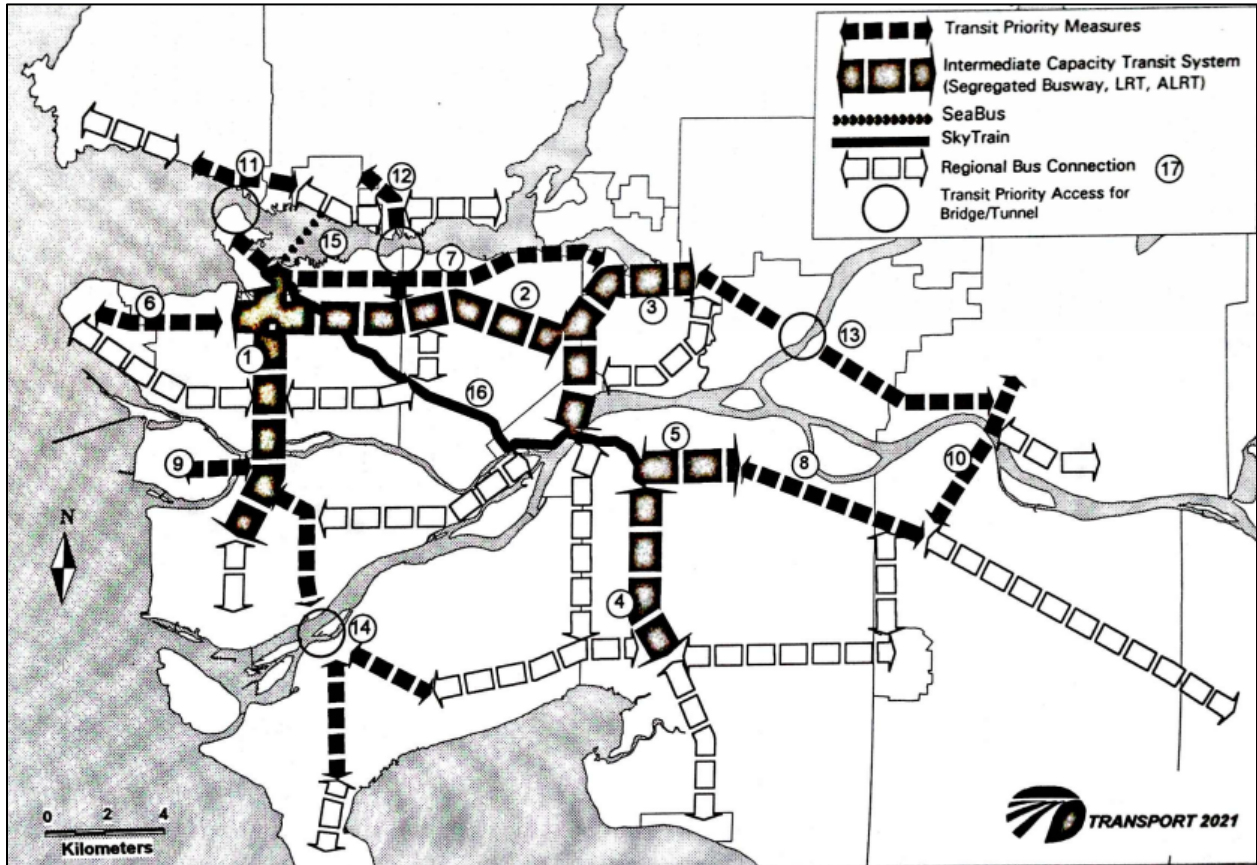 Transit Priority Measures
Intermediate Capacity Transit System
(Segregated Busway, LRT, ALRT)
SeaBus
SkyTrain
Regional Bus Connection 17
Transit Priority Access for
Bridge/Tunnel
11
12
15
7
6
2
3
13
1
16
5
9
8
10
N
4
14
0 2 4
Kilometers
TRANSPORT 2021